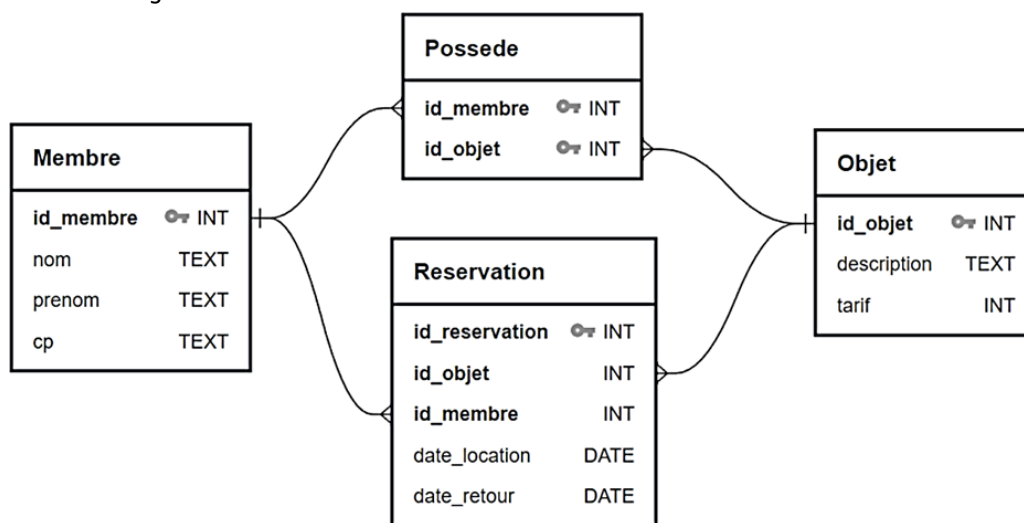 Possede
id_membre INT
id_objet INT
Membre
id_membre INT
nom TEXT
prenom TEXT
cp TEXT
Reservation
id_reservation INT
id_objet INT
id_membre INT
date_location DATE
date_retour DATE
Objet
id_objet INT
description TEXT
tarif INT